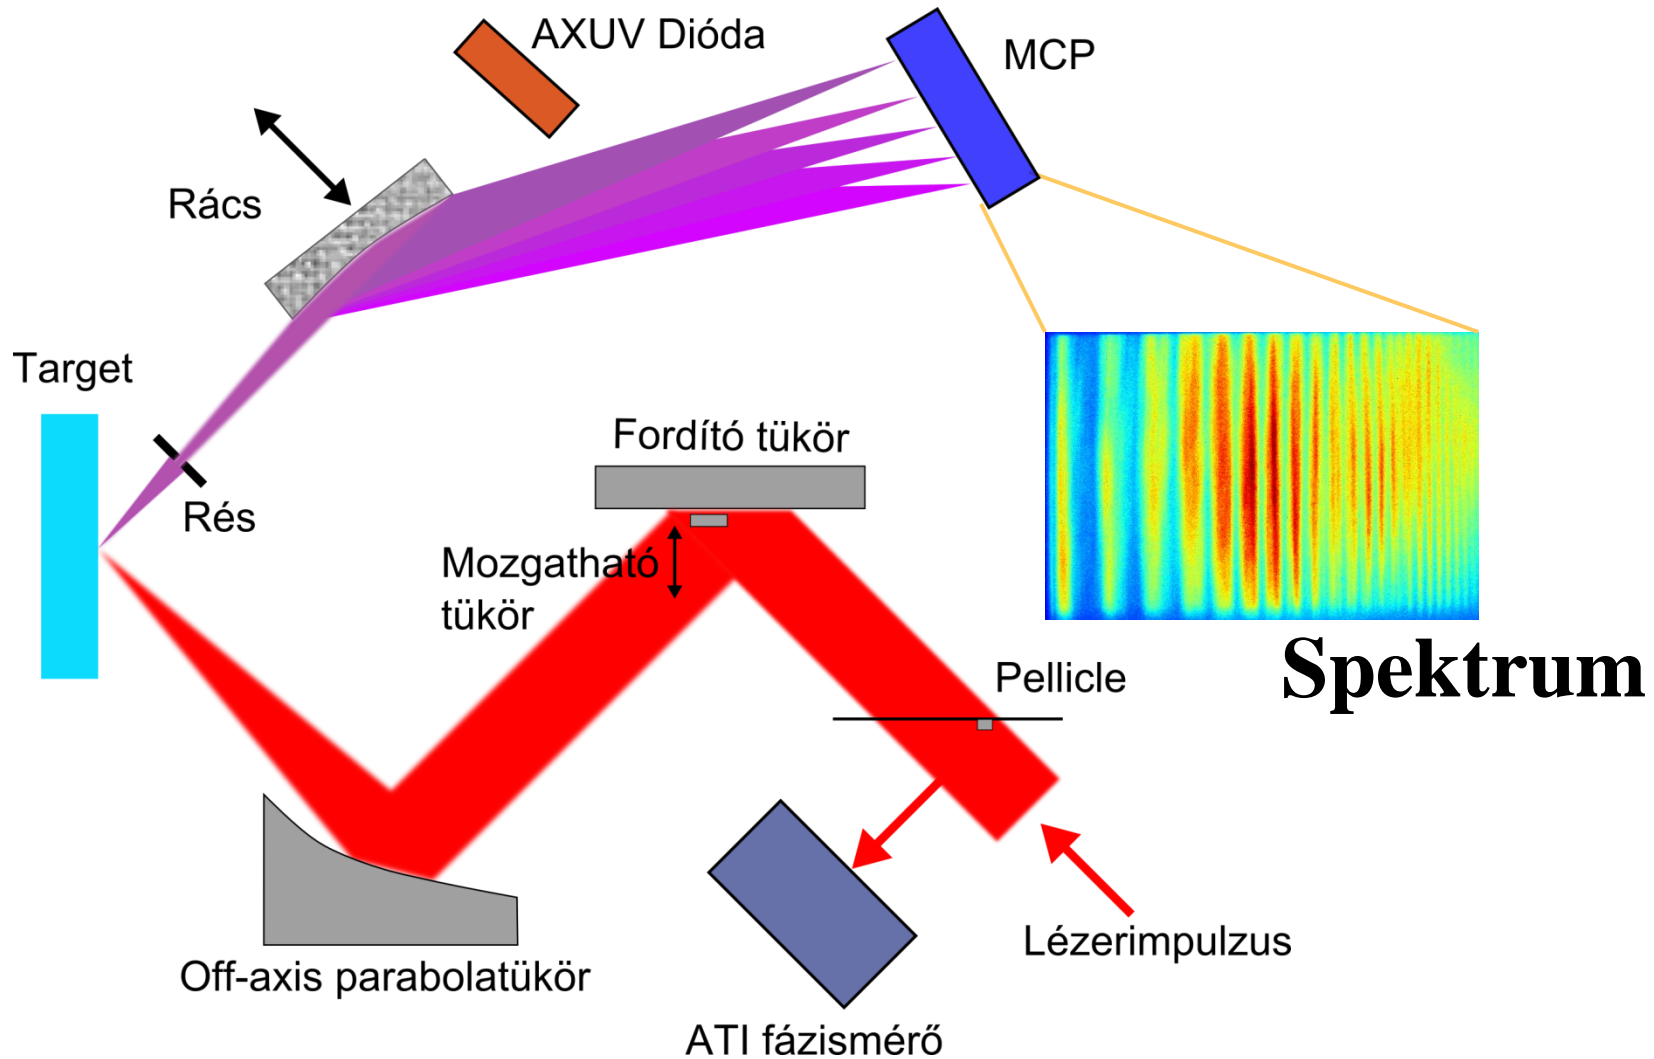 AXUV Dióda
MCP
Rács
Target
Rés
Fordító tükör
Mozgatható
tükör
Spektrum
Pellicle
Lézerimpulzus
Off-axis parabolatükör
ATI fázismérő